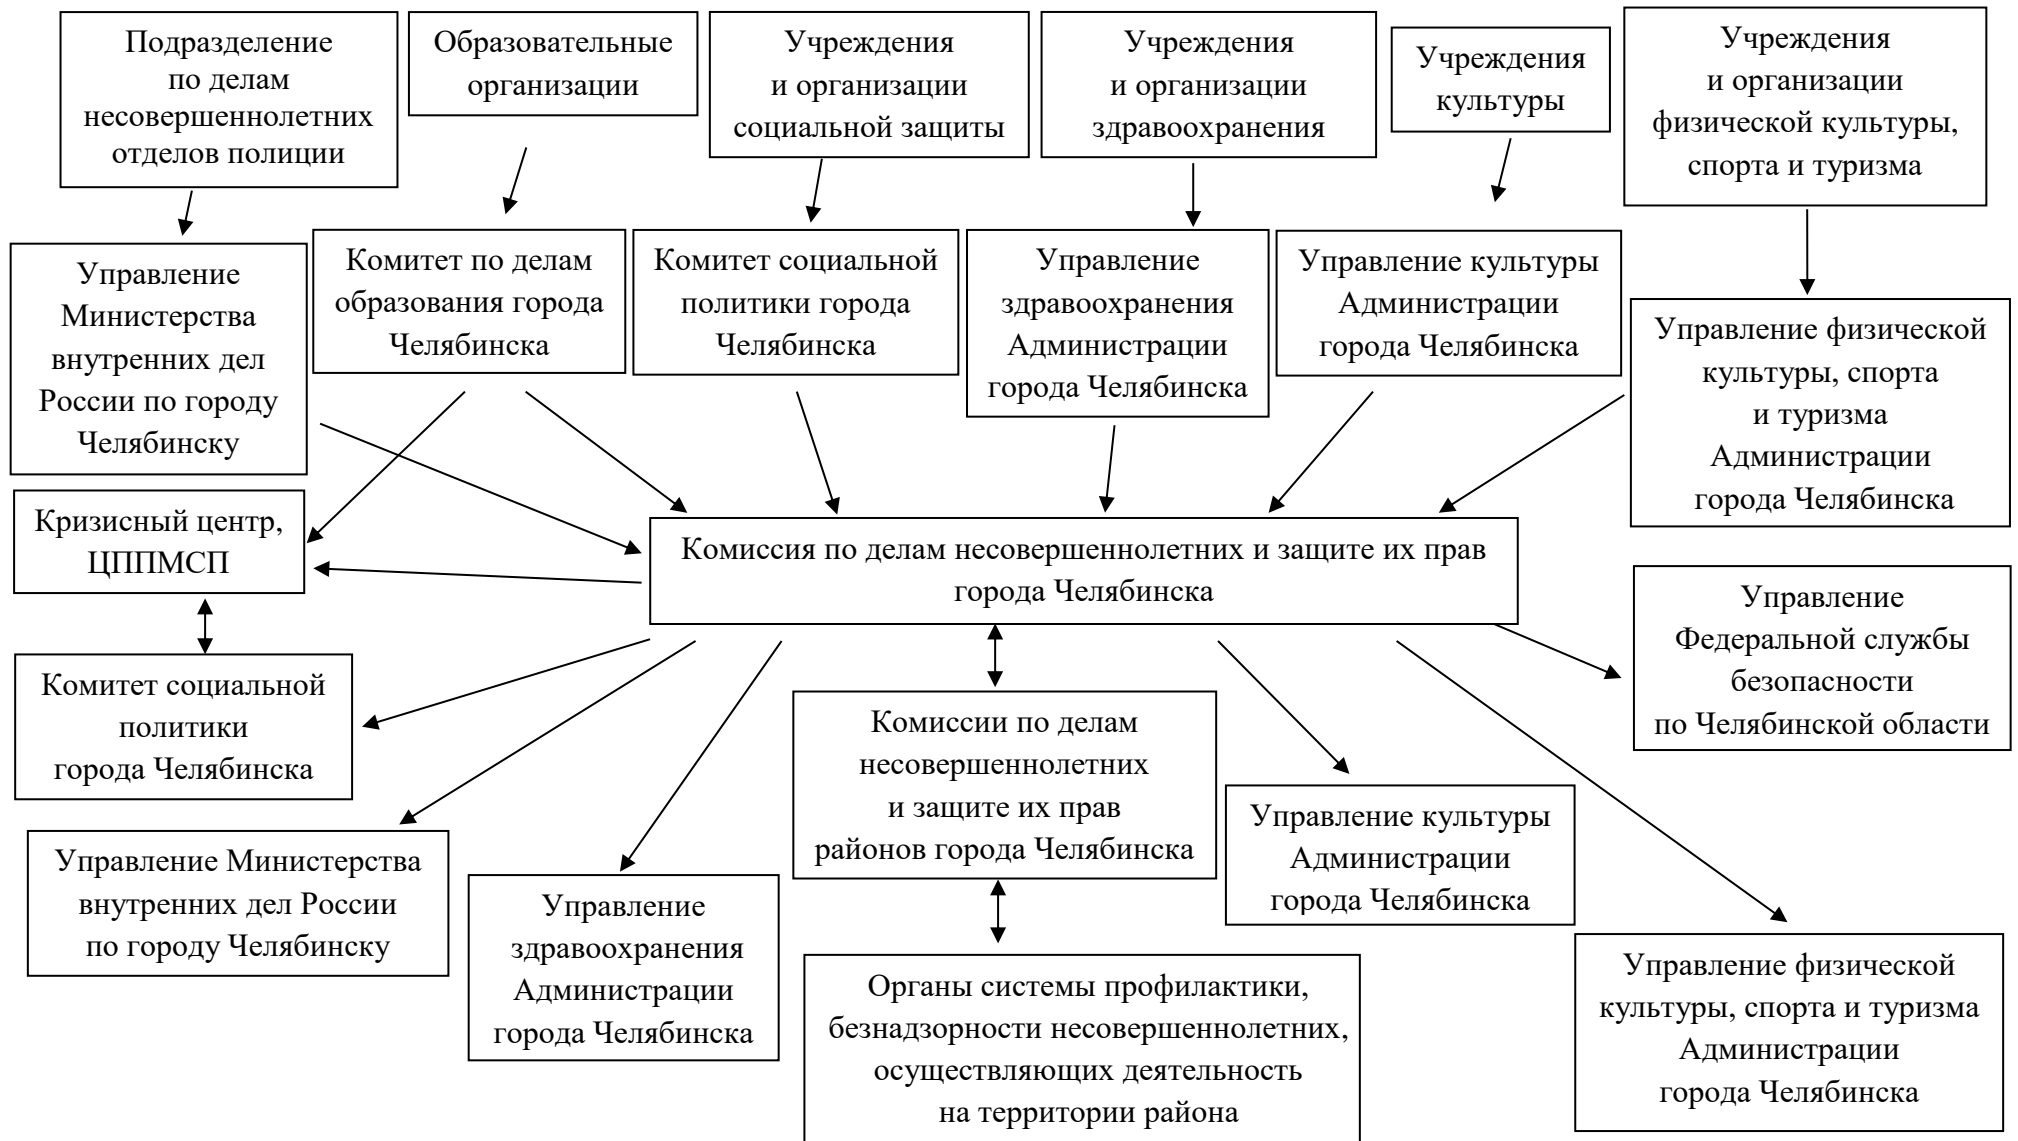 Подразделение
по делам
несовершеннолетних
отделов полиции
Образовательные
организации
Учреждения
и организации
социальной защиты
Учреждения
и организации
здравоохранения
Учреждения
культуры
Учреждения
и организации
физической культуры,
спорта и туризма
Управление
Министерства
внутренних дел
России по городу
Челябинску
Комитет по делам
образования города
Челябинска
Комитет социальной
политики города
Челябинска
Управление
здравоохранения
Администрации
города Челябинска
Управление культуры
Администрации
города Челябинска
Управление физической
культуры, спорта
и туризма
Администрации
города Челябинска
Кризисный центр,
ЦППМСП
Комиссия по делам несовершеннолетних и защите их прав
города Челябинска
Управление
Федеральной службы
безопасности
по Челябинской области
Комитет социальной
политики
города Челябинска
Комиссии по делам
несовершеннолетних
и защите их прав
районов города Челябинска
Управление культуры
Администрации
города Челябинска
Управление Министерства
внутренних дел России
по городу Челябинску
Управление
здравоохранения
Администрации
города Челябинска
Органы системы профилактики,
безнадзорности несовершеннолетних,
осуществляющих деятельность
на территории района
Управление физической
культуры, спорта и туризма
Администрации
города Челябинска